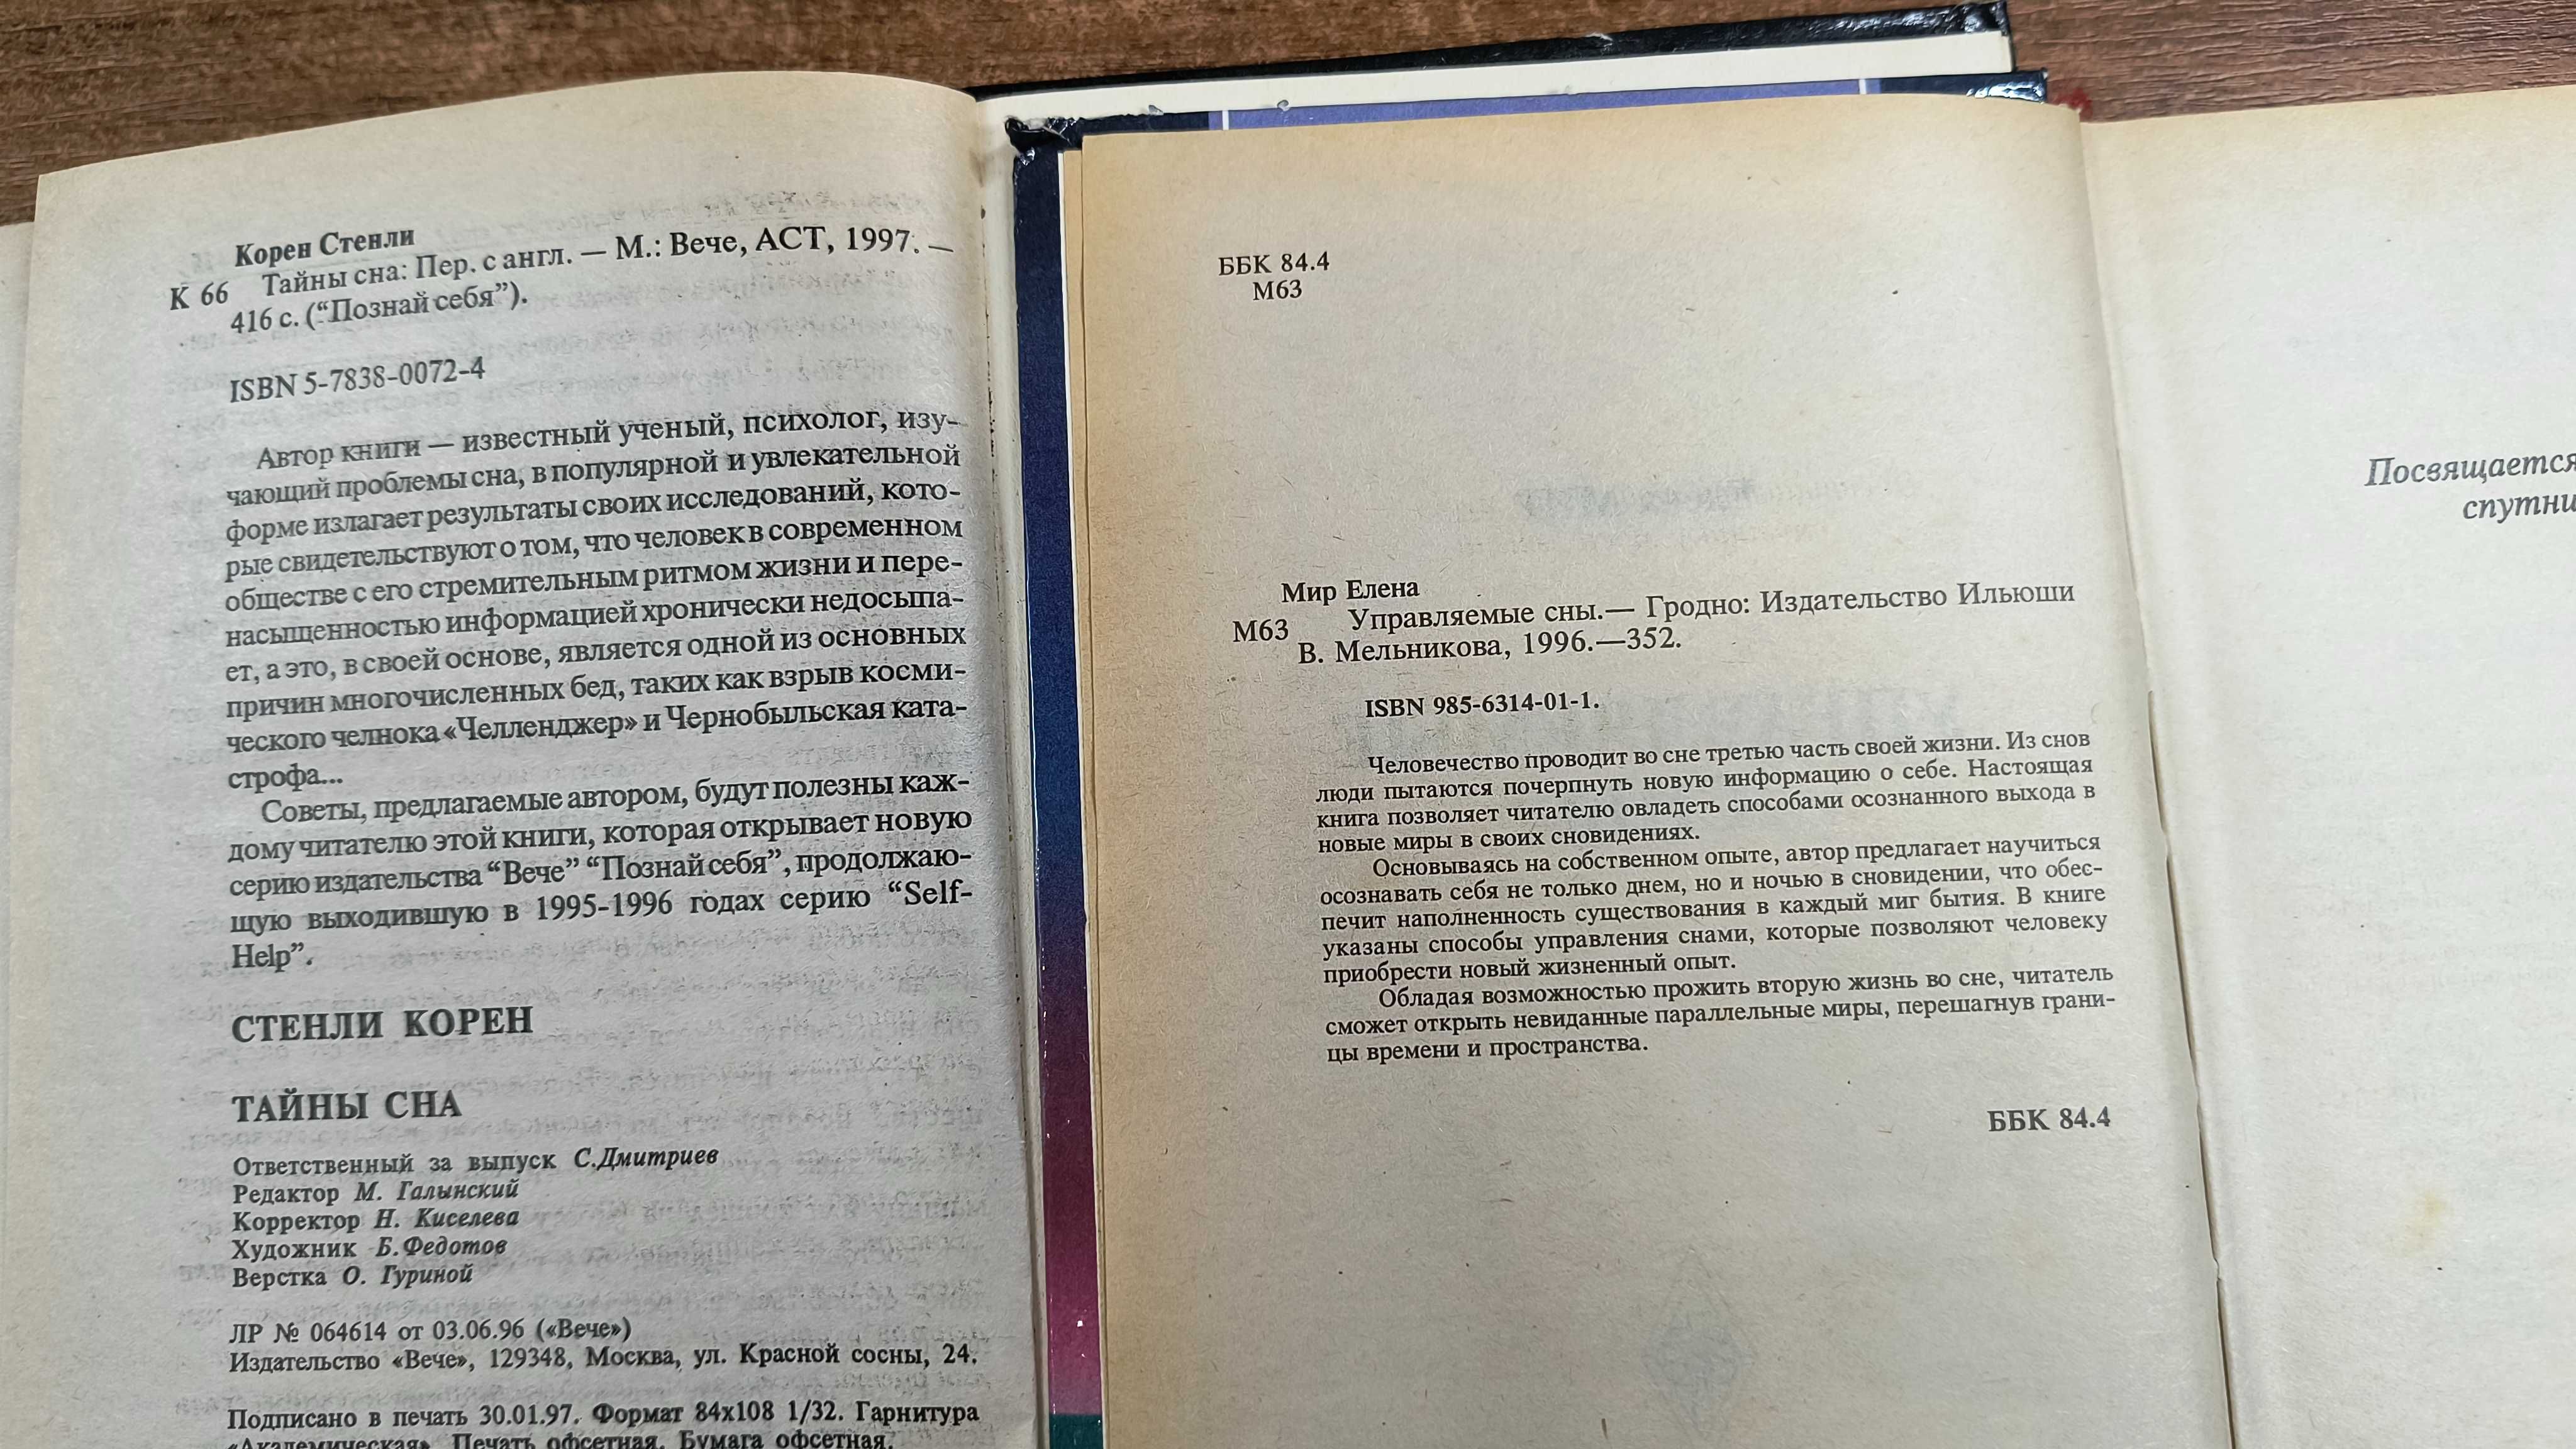 Корен Стенли
К 66 Тайны сна: Пер. с англ. — М.: Вече, АСТ, 1997. —
416 с. (“Познай себя”).
ISBN 5-7838-0072-4
Автор книги — известный ученый, психолог, изу-
чающий проблемы сна, в популярной и увлекательной
форме излагает результаты своих исследований, кото-
рые свидетельствуют о том, что человек в современном
обществе с его стремительным ритмом жизни и пере-
насыщенностью информацией хронически недосыпа-
ет, а это, в своей основе, является одной из основных
причин многочисленных бед, таких как взрыв косми-
ческого челнока «Челленджер» и Чернобыльская ката-
строфа...
Советы, предлагаемые автором, будут полезны каж-
дому читателю этой книги, которая открывает новую
серию издательства “Вече” “Познай себя”, продолжаю-
щую выходившую в 1995-1996 годах серию “Self-
Help”.
СТЕНЛИ КОРЕН
ТАЙНЫ СНА
Ответственный за выпуск С.Дмитриев
Редактор М. Галынский
Корректор Н. Киселева
Художник Б.Федотов
Верстка О. Гуриной
ЛР № 064614 от 03.06.96 («Вече»)
Издательство «Вече», 129348, Москва, ул. Красной сосны, 24.
Подписано в печать 30.01.97. Формат 84х108 1/32. Гарнитура
«Академическая». Печать офсетная. Бумага офсетная.
ББК 84.4
М63
Мир Елена
М63 Управляемые сны.— Гродно: Издательство Ильюши
В. Мельникова, 1996.—352.
ISBN 985-6314-01-1.
Человечество проводит во сне третью часть своей жизни. Из снов
люди пытаются почерпнуть новую информацию о себе. Настоящая
книга позволяет читателю овладеть способами осознанного выхода в
новые миры в своих сновидениях.
Основываясь на собственном опыте, автор предлагает научиться
осознавать себя не только днем, но и ночью в сновидении, что обес-
печит наполненность существования в каждый миг бытия. В книге
указаны способы управления снами, которые позволяют человеку
приобрести новый жизненный опыт.
Обладая возможностью прожить вторую жизнь во сне, читатель
сможет открыть невиданные параллельные миры, перешагнув грани-
цы времени и пространства.
ББК 84.4
Посвящается
спутни